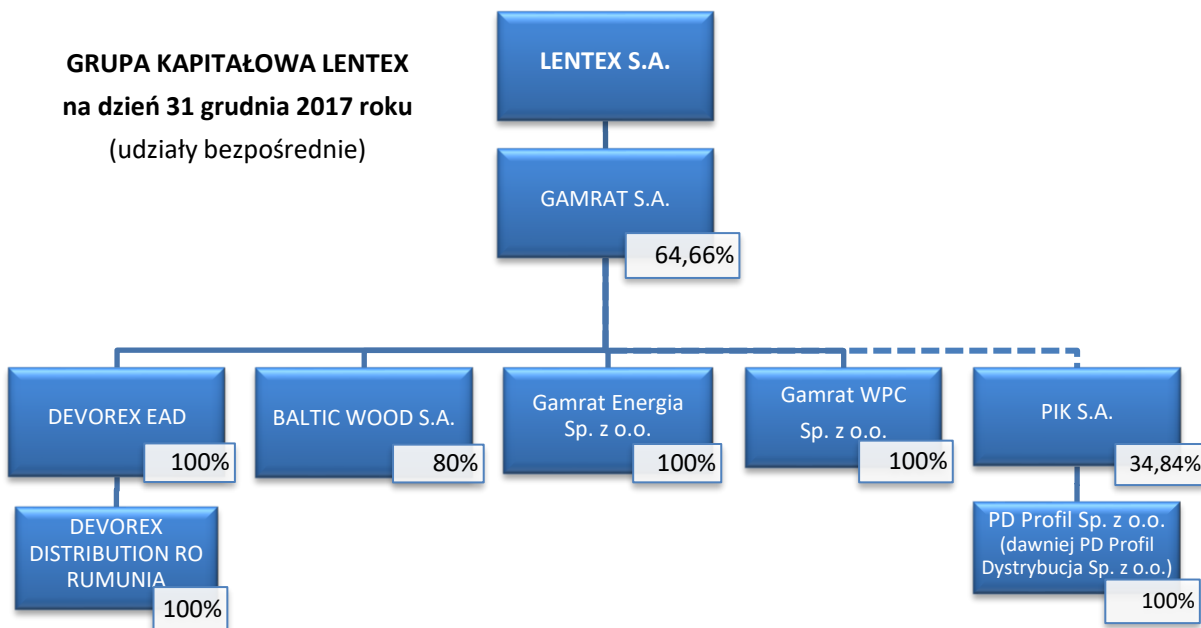 GRUPA KAPITAŁOWA LENTEX
na dzień 31 grudnia 2017 roku
(udziały bezpośrednie)
LENTEX S.A.
GAMRAT S.A.
64,66%
DEVOREX EAD
100%
BALTIC WOOD S.A.
80%
Gamrat Energia
Sp. z o.o.
100%
Gamrat WPC
Sp. z o.o.
100%
PIK S.A.
34,84%
DEVOREX
DISTRIBUTION RO
RUMUNIA
100%
PD Profil Sp. z o.o.
(dawniej PD Profil
Dystrybucja Sp. z o.o.)
100%